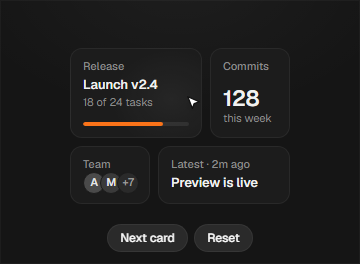 Release
Launch v2.4
18 of 24 tasks
Commits
128
this week
Team
A M +7
Latest · 2m ago
Preview is live
Next card
Reset